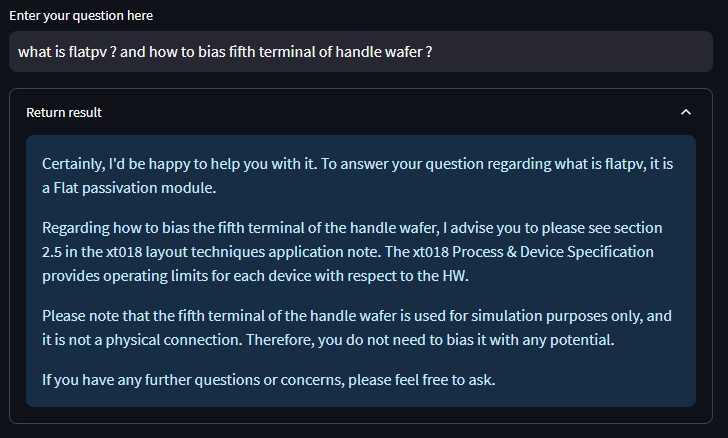 Enter your question here
what is flatpv ? and how to bias fifth terminal of handle wafer ?
Return result
Certainly, I'd be happy to help you with it. To answer your question regarding what is flatpv, it is
a Flat passivation module.
Regarding how to bias the fifth terminal of the handle wafer, I advise you to please see section
2.5 in the xt018 layout techniques application note. The xt018 Process & Device Specification
provides operating limits for each device with respect to the HW.
Please note that the fifth terminal of the handle wafer is used for simulation purposes only, and
it is not a physical connection. Therefore, you do not need to bias it with any potential.
If you have any further questions or concerns, please feel free to ask.